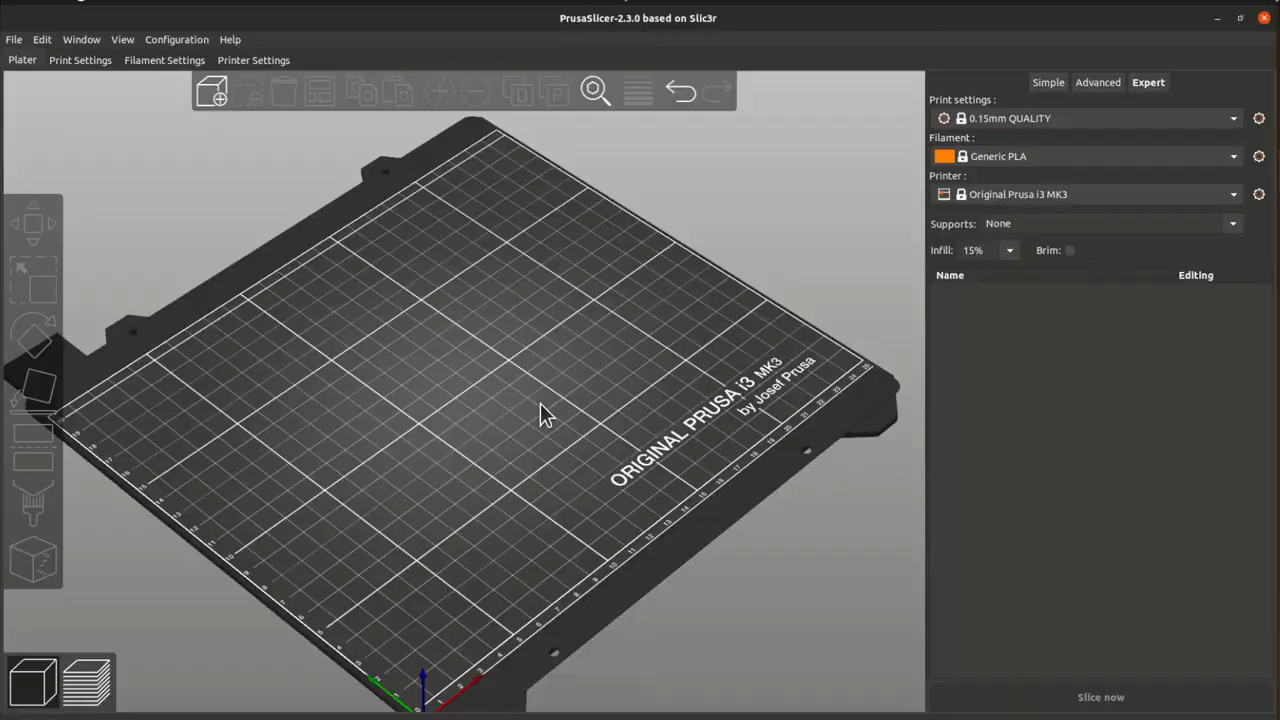 PrusaSlicer-2.3.0 based on Slic3r
File Edit Window View Configuration Help
Plater Print Settings Filament Settings Printer Settings
Simple Advanced Expert
Print settings :
0.15mm QUALITY
Filament :
Generic PLA
Printer :
Original Prusa i3 MK3
Supports: None
Infill: 15% Brim:
Name Editing
ORIGINAL PRUSA i3 MK3
by Josef Prusa
Slice now